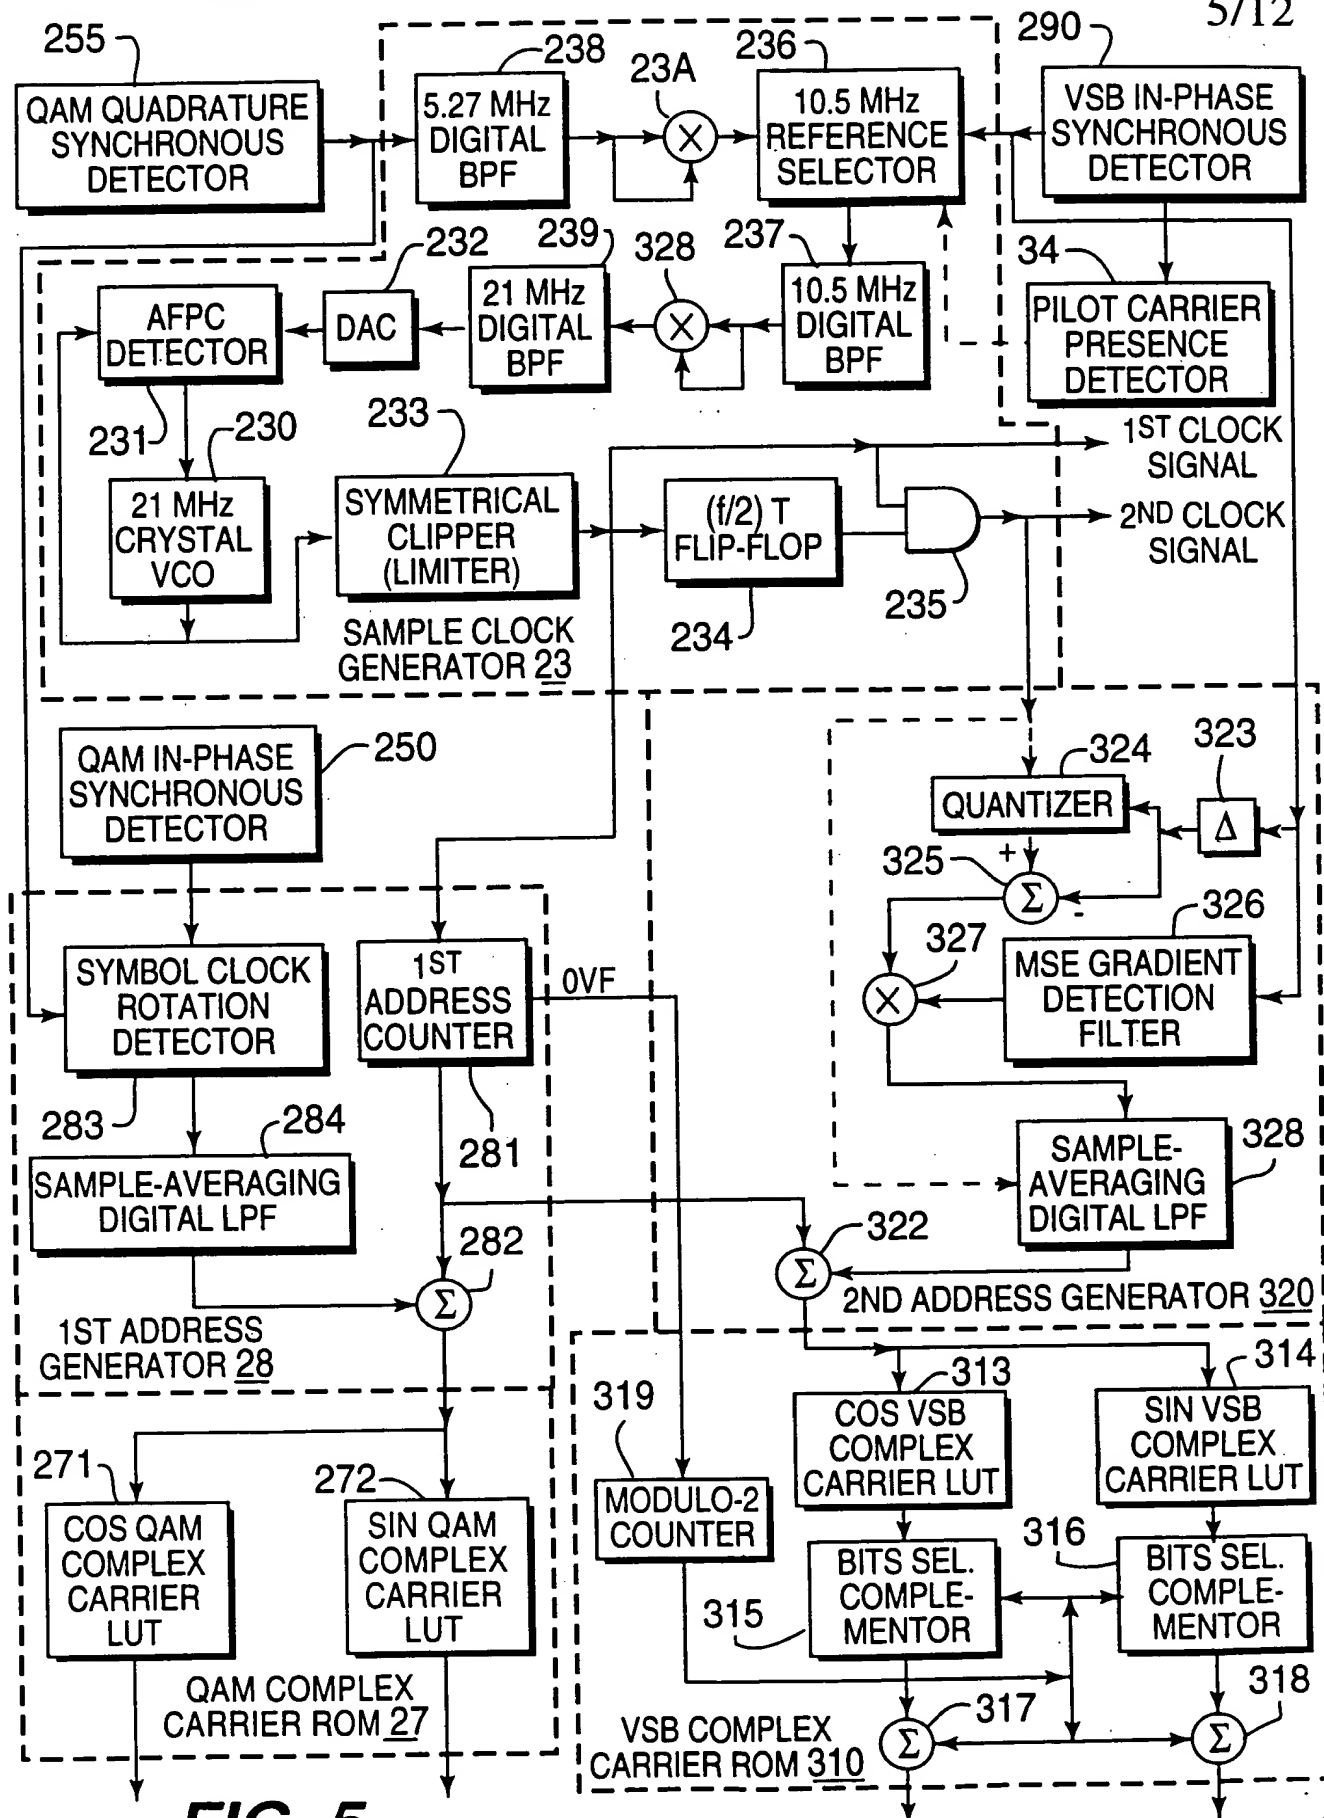 5/12
255
QAM QUADRATURE
SYNCHRONOUS
DETECTOR
238
5.27 MHz
DIGITAL
BPF
23A
X
236
10.5 MHz
REFERENCE
SELECTOR
290
VSB IN-PHASE
SYNCHRONOUS
DETECTOR
232
239
328
237
34
AFPC
DETECTOR
DAC
21 MHz
DIGITAL
BPF
X
10.5 MHz
DIGITAL
BPF
PILOT CARRIER
PRESENCE
DETECTOR
231
230
233
1ST CLOCK
SIGNAL
21 MHz
CRYSTAL
VCO
SYMMETRICAL
CLIPPER
(LIMITER)
(f/2) T
FLIP-FLOP
2ND CLOCK
SIGNAL
234
235
SAMPLE CLOCK
GENERATOR 23
QAM IN-PHASE
SYNCHRONOUS
DETECTOR
250
324
323
QUANTIZER
Δ
+
325
Σ
-
326
327
SYMBOL CLOCK
ROTATION
DETECTOR
1ST
ADDRESS
COUNTER
OVF
X
MSE GRADIENT
DETECTION
FILTER
283
284
281
SAMPLE-AVERAGING
DIGITAL LPF
SAMPLE-
AVERAGING
DIGITAL LPF
328
282
Σ
322
Σ
1ST ADDRESS
GENERATOR 28
2ND ADDRESS GENERATOR 320
313
314
319
COS VSB
COMPLEX
CARRIER LUT
SIN VSB
COMPLEX
CARRIER LUT
271
272
COS QAM
COMPLEX
CARRIER
LUT
SIN QAM
COMPLEX
CARRIER
LUT
MODULO-2
COUNTER
316
BITS SEL.
COMPLE-
MENTOR
BITS SEL.
COMPLE-
MENTOR
315
QAM COMPLEX
CARRIER ROM 27
317
318
Σ
Σ
VSB COMPLEX
CARRIER ROM 310
FIG. 5